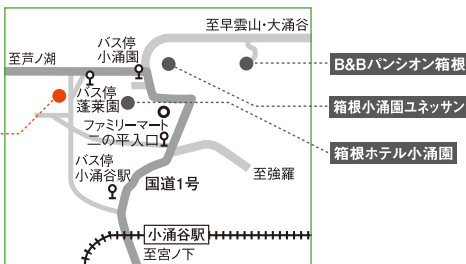 至早雲山・大涌谷
バス停
小涌園
至芦ノ湖
B&Bパンシオン箱根
バス停
蓬莱園
箱根小涌園ユネッサン
ファミリーマート
二の平入口
箱根ホテル小涌園
バス停
小涌谷駅
至強羅
国道1号
小涌谷駅
至宮ノ下